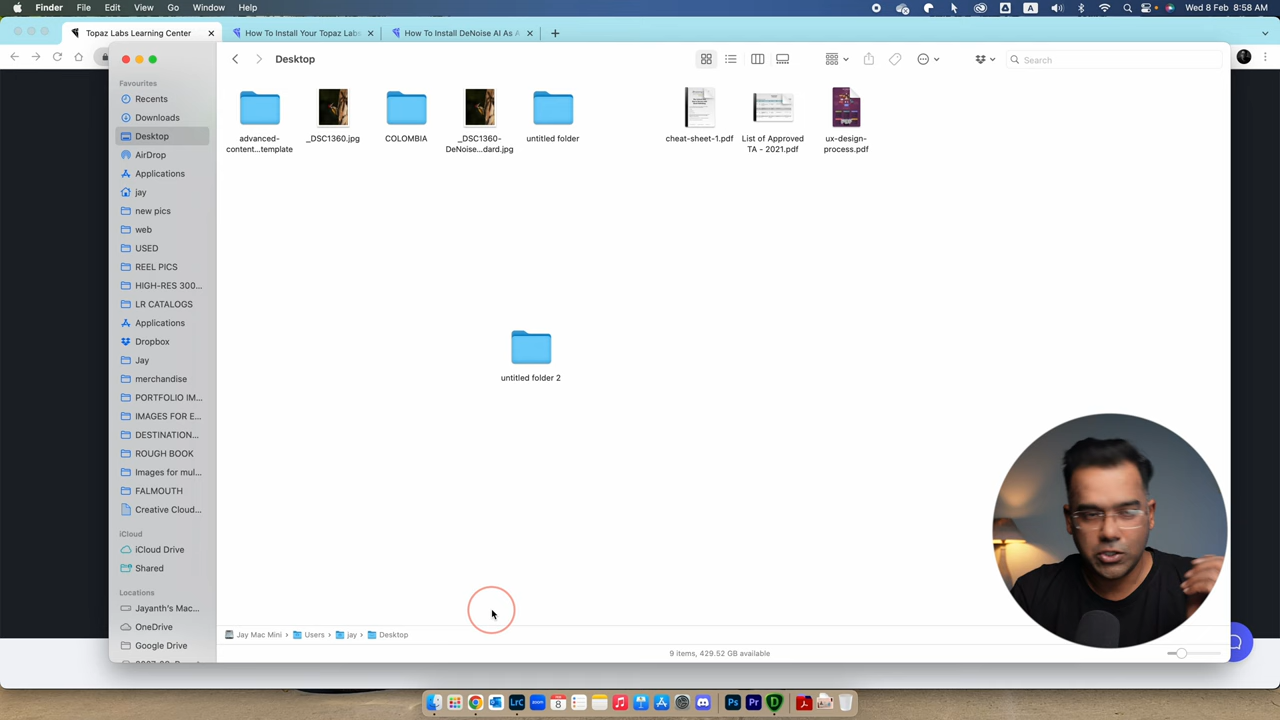 Finder File Edit View Go Window Help A Wed 8 Feb 8:58 AM
Topaz Labs Learning Center How To Install Your Topaz Labs How To Install DeNoise AI As A
Desktop Search
Favourites
Recents
Downloads
Desktop
AirDrop
Applications
jay
new pics
web
USED
REEL PICS
HIGH-RES 300...
LR CATALOGS
Applications
Dropbox
Jay
merchandise
PORTFOLIO IM...
IMAGES FOR E...
DESTINATION...
ROUGH BOOK
Images for mul...
FALMOUTH
Creative Cloud...
iCloud
iCloud Drive
Shared
Locations
Jayanth's Mac...
OneDrive
Google Drive
advanced-
content...template
_DSC1360.jpg
COLOMBIA
_DSC1360-
DeNoise...dard.jpg
untitled folder
cheat-sheet-1.pdf
List of Approved
TA - 2021.pdf
ux-design-
process.pdf
untitled folder 2
Jay Mac Mini › Users › jay › Desktop
9 items, 429.52 GB available
8
Lrc
zoom
Ps
Pr
D